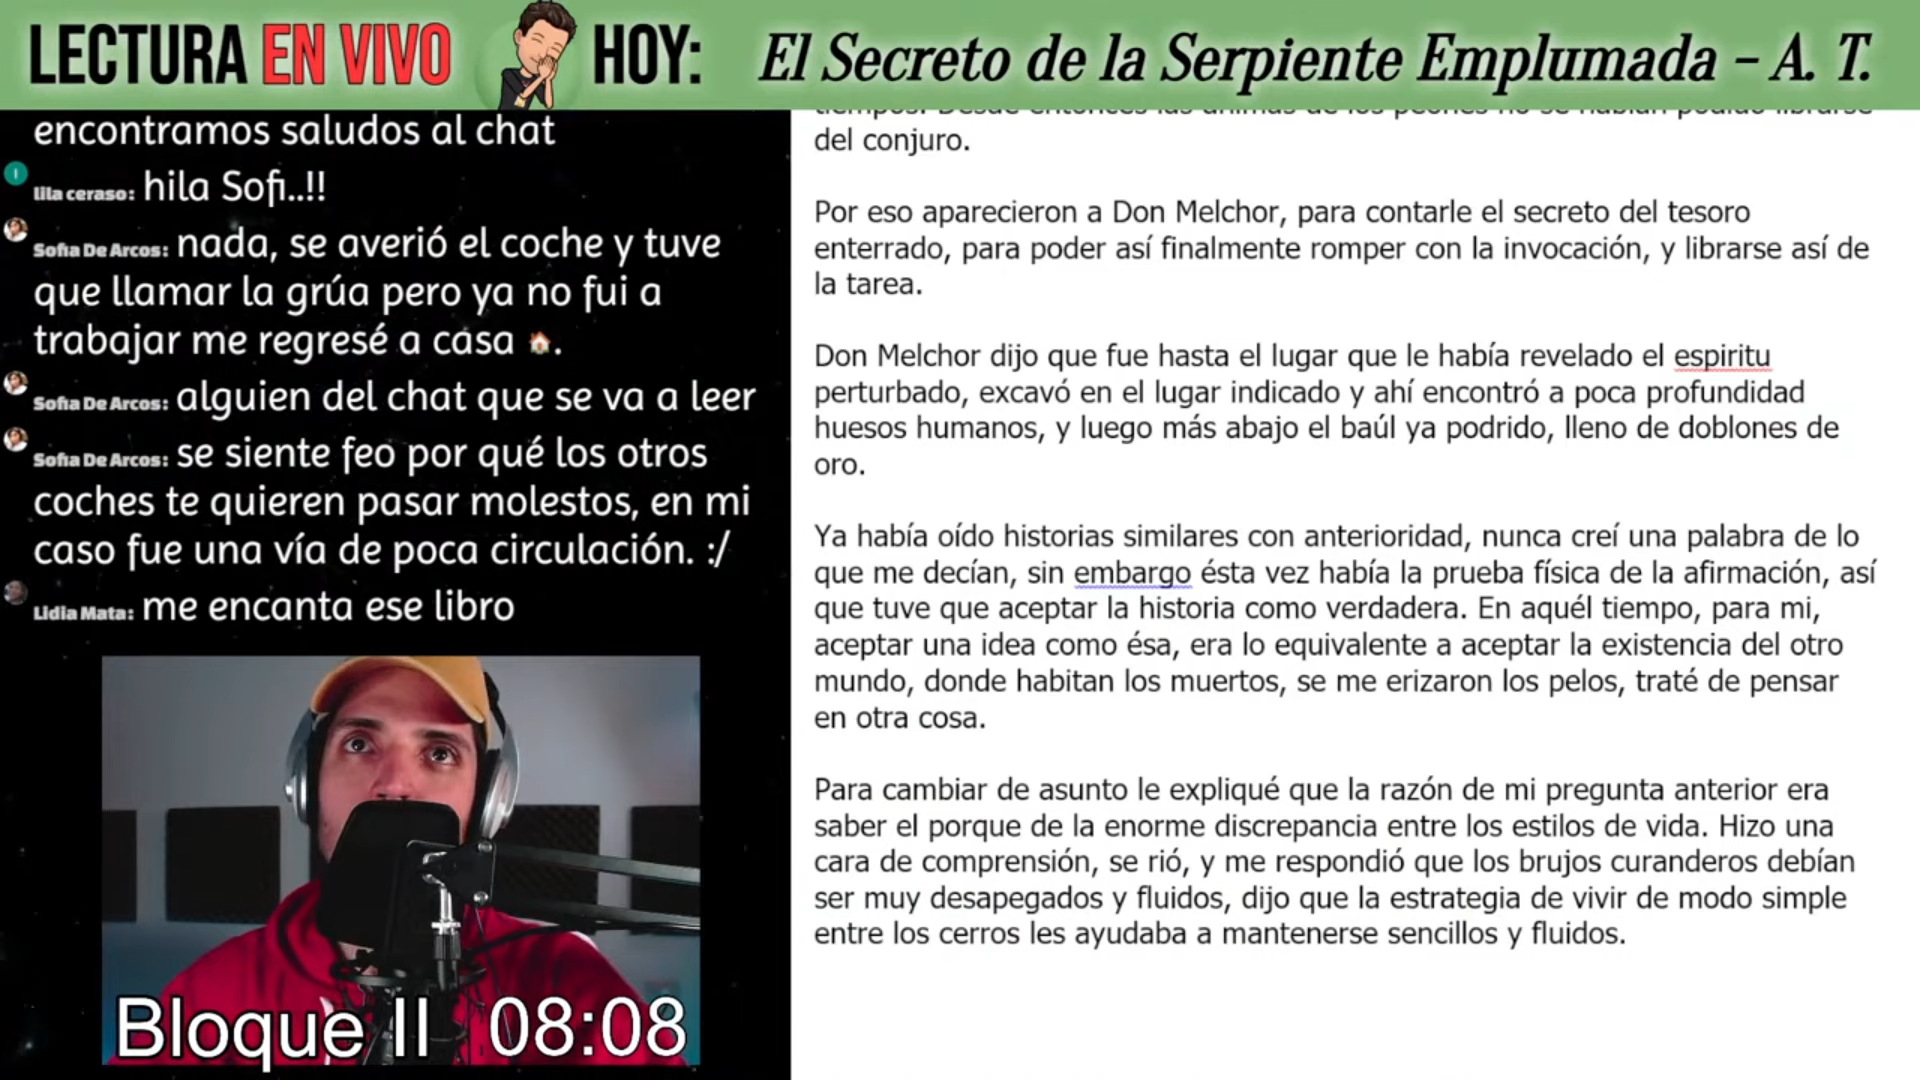 LECTURA EN VIVO HOY: El Secreto de la Serpiente Emplumada - A. T.
encontramos saludos al chat
lila ceraso: hila Sofi..!!
Sofia De Arcos: nada, se averió el coche y tuve
que llamar la grúa pero ya no fui a
trabajar me regresé a casa 🏠.
Sofia De Arcos: alguien del chat que se va a leer
Sofia De Arcos: se siente feo por qué los otros
coches te quieren pasar molestos, en mi
caso fue una vía de poca circulación. :/
Lidia Mata: me encanta ese libro
Bloque II 08:08
tiempos. Desde entonces las ánimas de los peones no se habían podido librarse
del conjuro.
Por eso aparecieron a Don Melchor, para contarle el secreto del tesoro
enterrado, para poder así finalmente romper con la invocación, y librarse así de
la tarea.
Don Melchor dijo que fue hasta el lugar que le había revelado el espiritu
perturbado, excavó en el lugar indicado y ahí encontró a poca profundidad
huesos humanos, y luego más abajo el baúl ya podrido, lleno de doblones de
oro.
Ya había oído historias similares con anterioridad, nunca creí una palabra de lo
que me decían, sin embargo ésta vez había la prueba física de la afirmación, así
que tuve que aceptar la historia como verdadera. En aquél tiempo, para mi,
aceptar una idea como ésa, era lo equivalente a aceptar la existencia del otro
mundo, donde habitan los muertos, se me erizaron los pelos, traté de pensar
en otra cosa.
Para cambiar de asunto le expliqué que la razón de mi pregunta anterior era
saber el porque de la enorme discrepancia entre los estilos de vida. Hizo una
cara de comprensión, se rió, y me respondió que los brujos curanderos debían
ser muy desapegados y fluidos, dijo que la estrategia de vivir de modo simple
entre los cerros les ayudaba a mantenerse sencillos y fluidos.